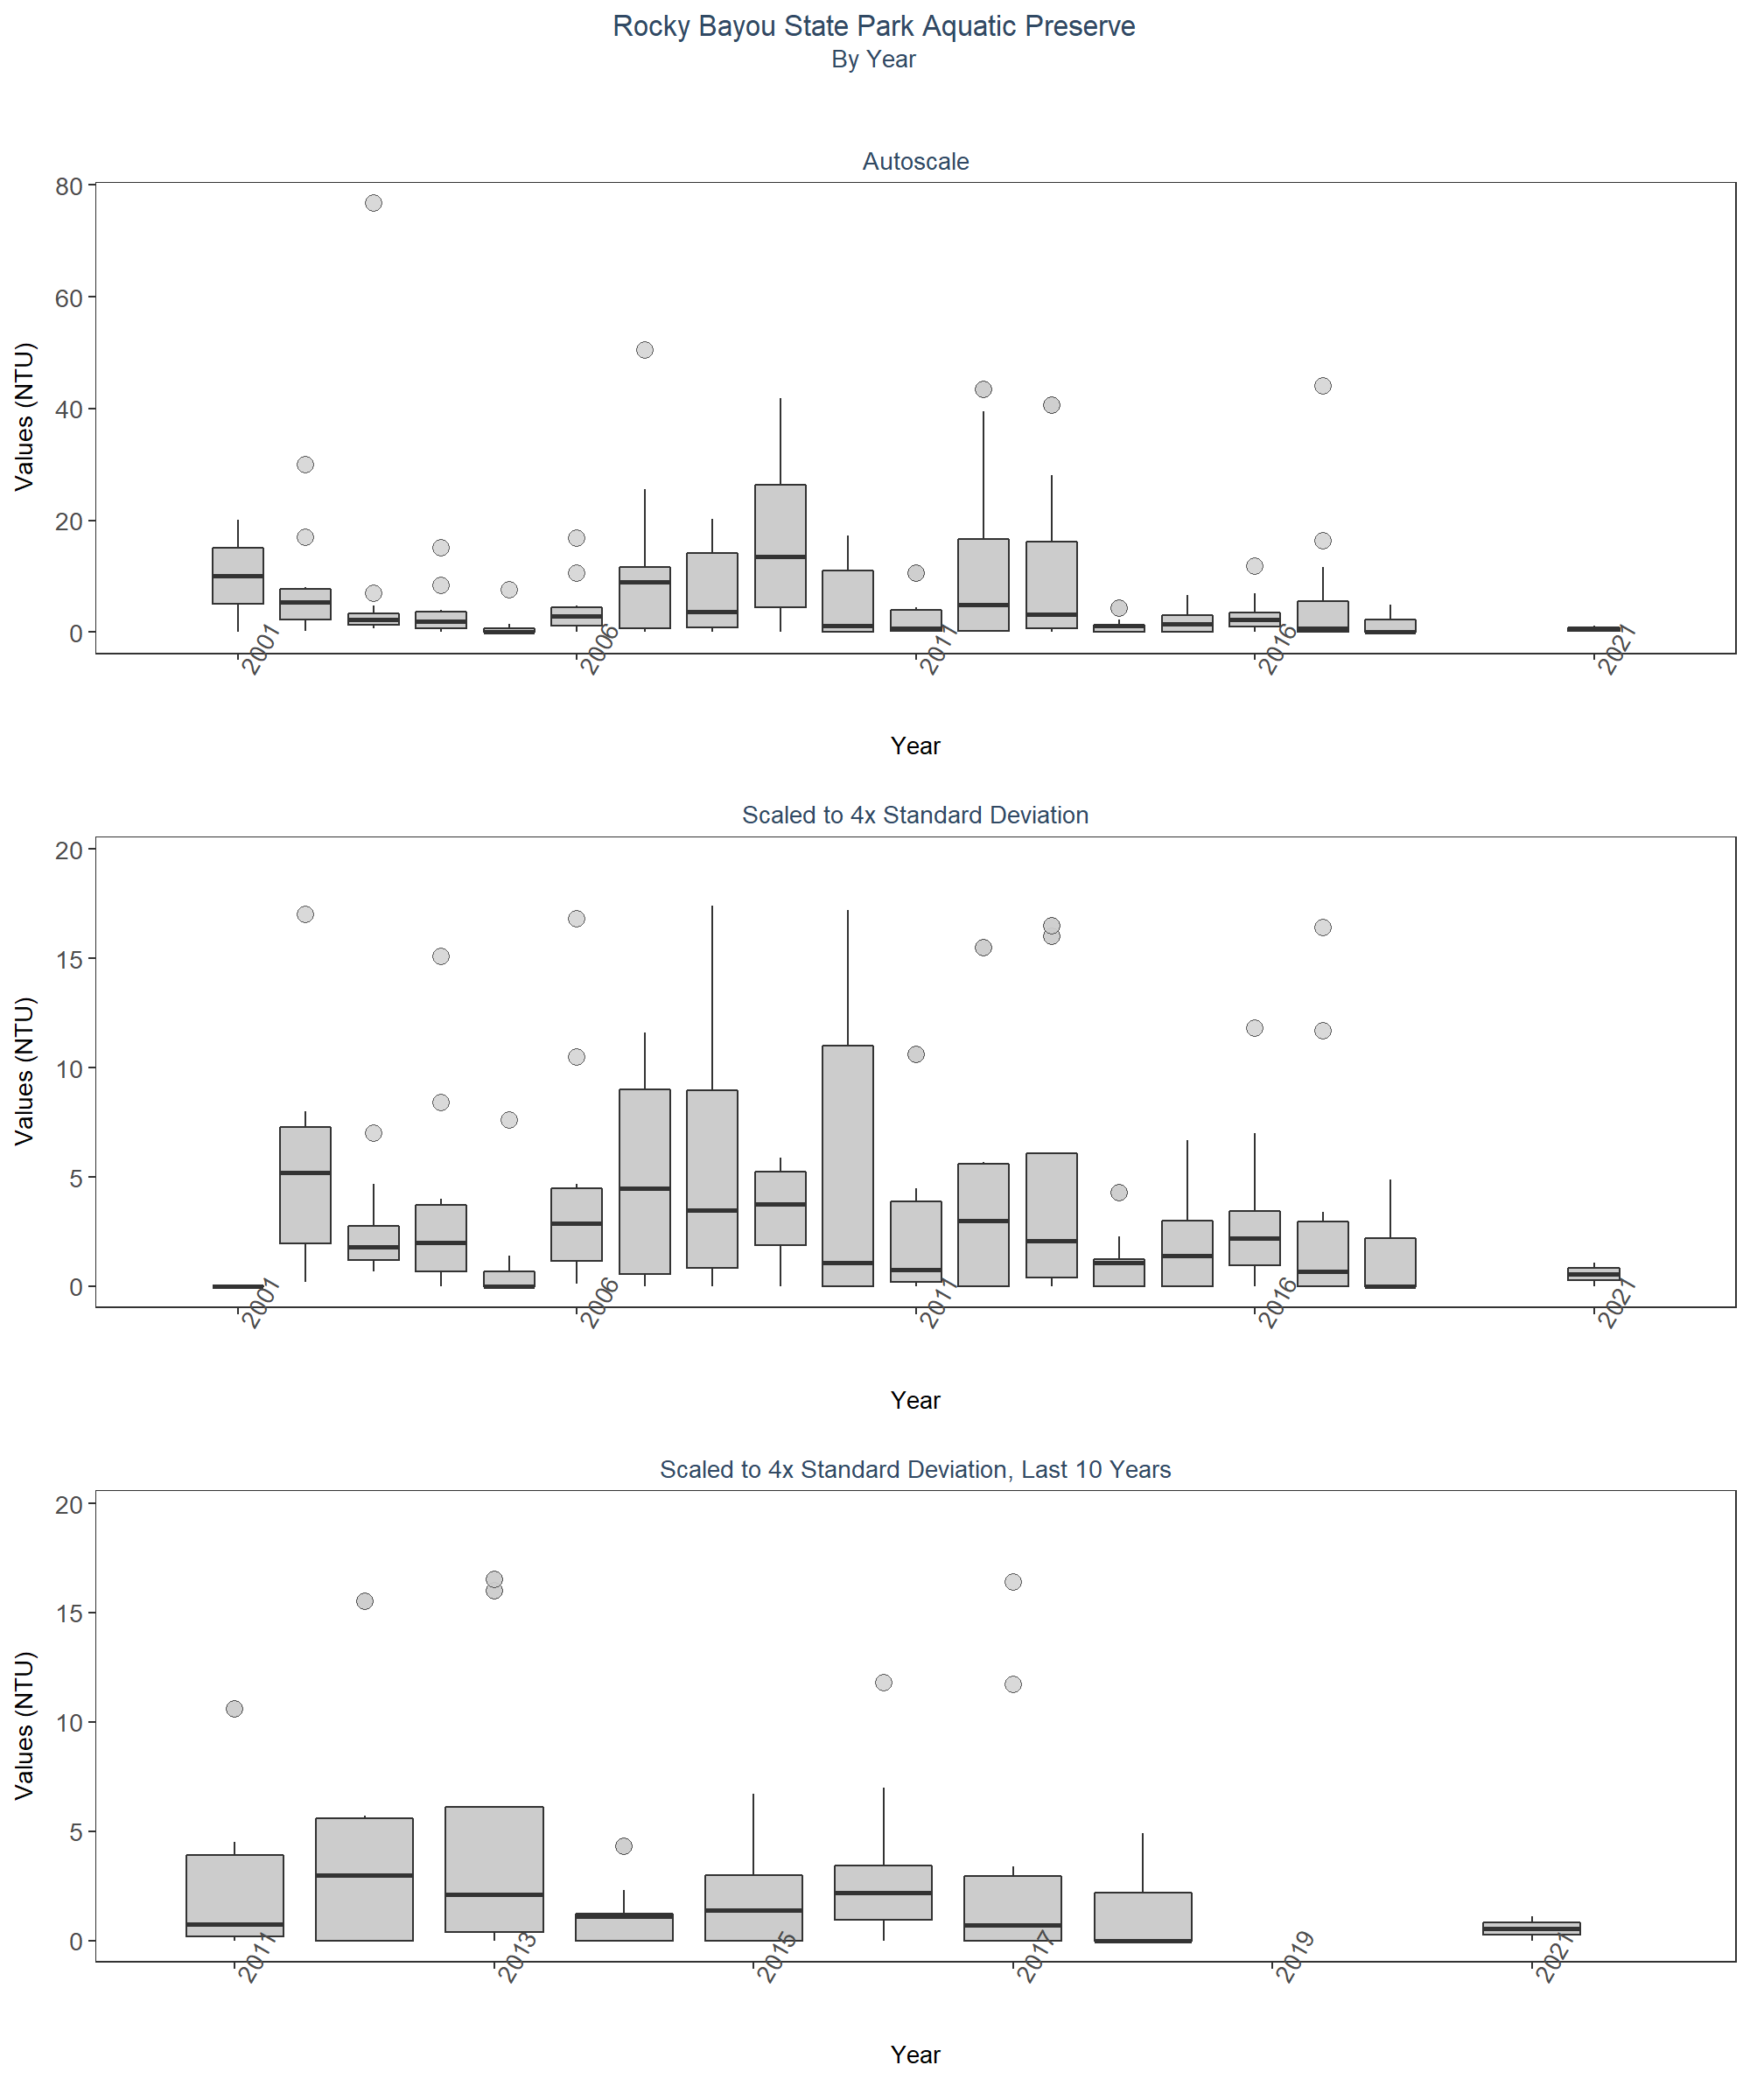 Rocky Bayou State Park Aquatic Preserve
By Year
Autoscale
80
60
40
20
0
Values (NTU)
2001
2006
2011
2016
2021
Year
Scaled to 4x Standard Deviation
20
15
10
5
0
Values (NTU)
2001
2006
2011
2016
2021
Year
Scaled to 4x Standard Deviation, Last 10 Years
20
15
10
5
0
Values (NTU)
2011
2013
2015
2017
2019
2021
Year